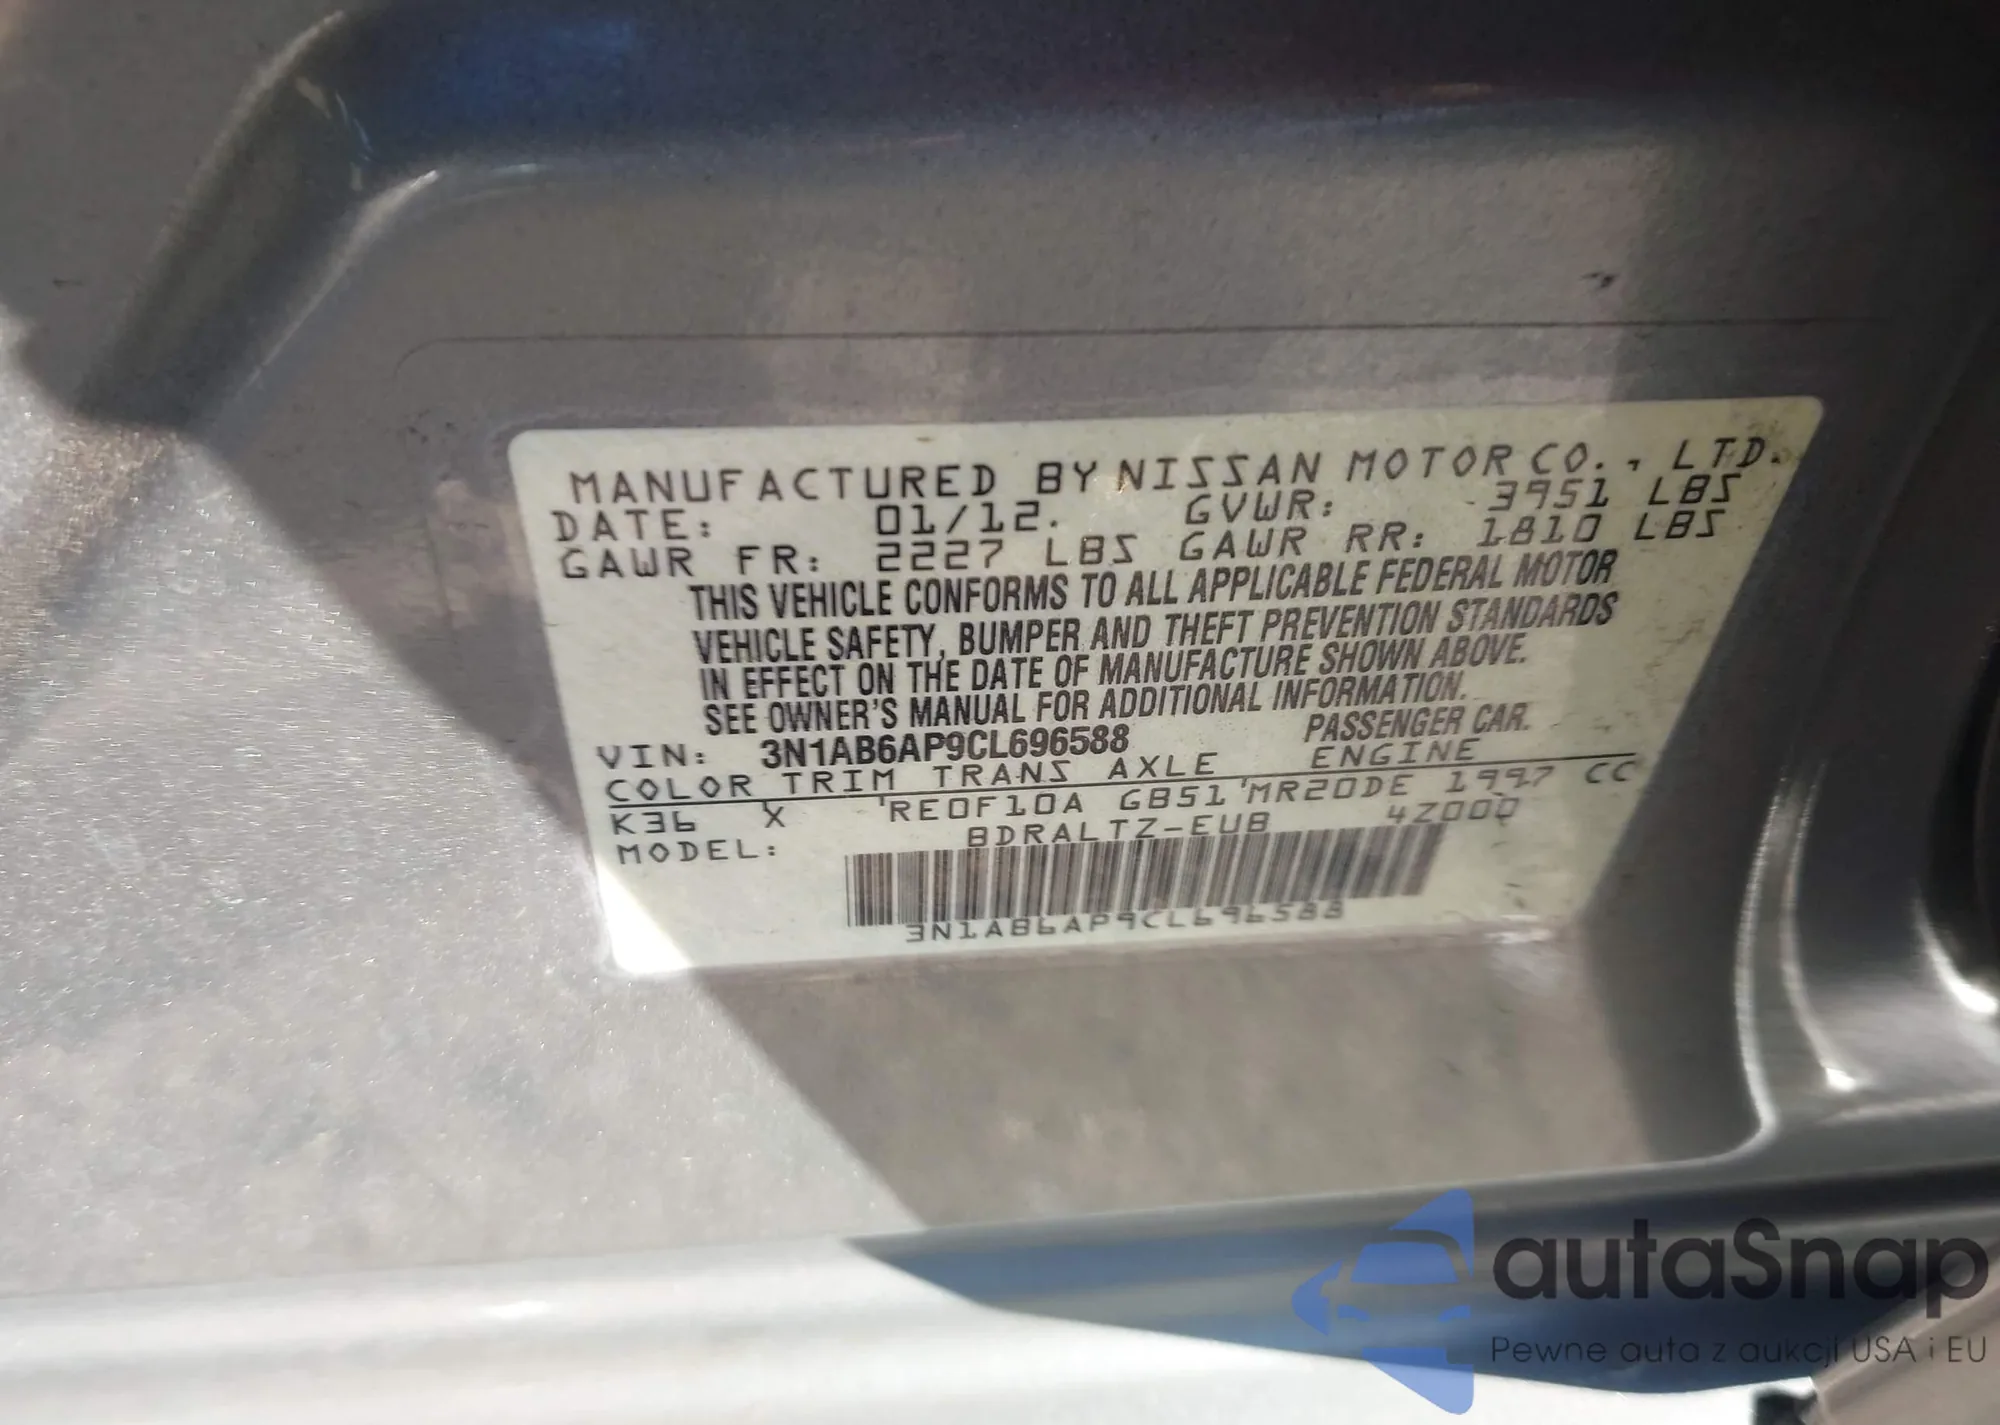 MANUFACTURED BY NISSAN MOTOR CO., LTD.
DATE: 01/12. GVWR: 3951 LBS
GAWR FR: 2227 LBS GAWR RR: 1810 LBS
THIS VEHICLE CONFORMS TO ALL APPLICABLE FEDERAL MOTOR
VEHICLE SAFETY, BUMPER AND THEFT PREVENTION STANDARDS
IN EFFECT ON THE DATE OF MANUFACTURE SHOWN ABOVE.
SEE OWNER'S MANUAL FOR ADDITIONAL INFORMATION.
VIN: 3N1AB6AP9CL696588 PASSENGER CAR.
COLOR TRIM TRANS AXLE ENGINE
K36 X RE0F10A GB51 MR20DE 1997 CC
MODEL: BDRALTZ-EUB 4Z000
3N1AB6AP9CL696588
autaSnap
Pewne auta z aukcji USA i EU